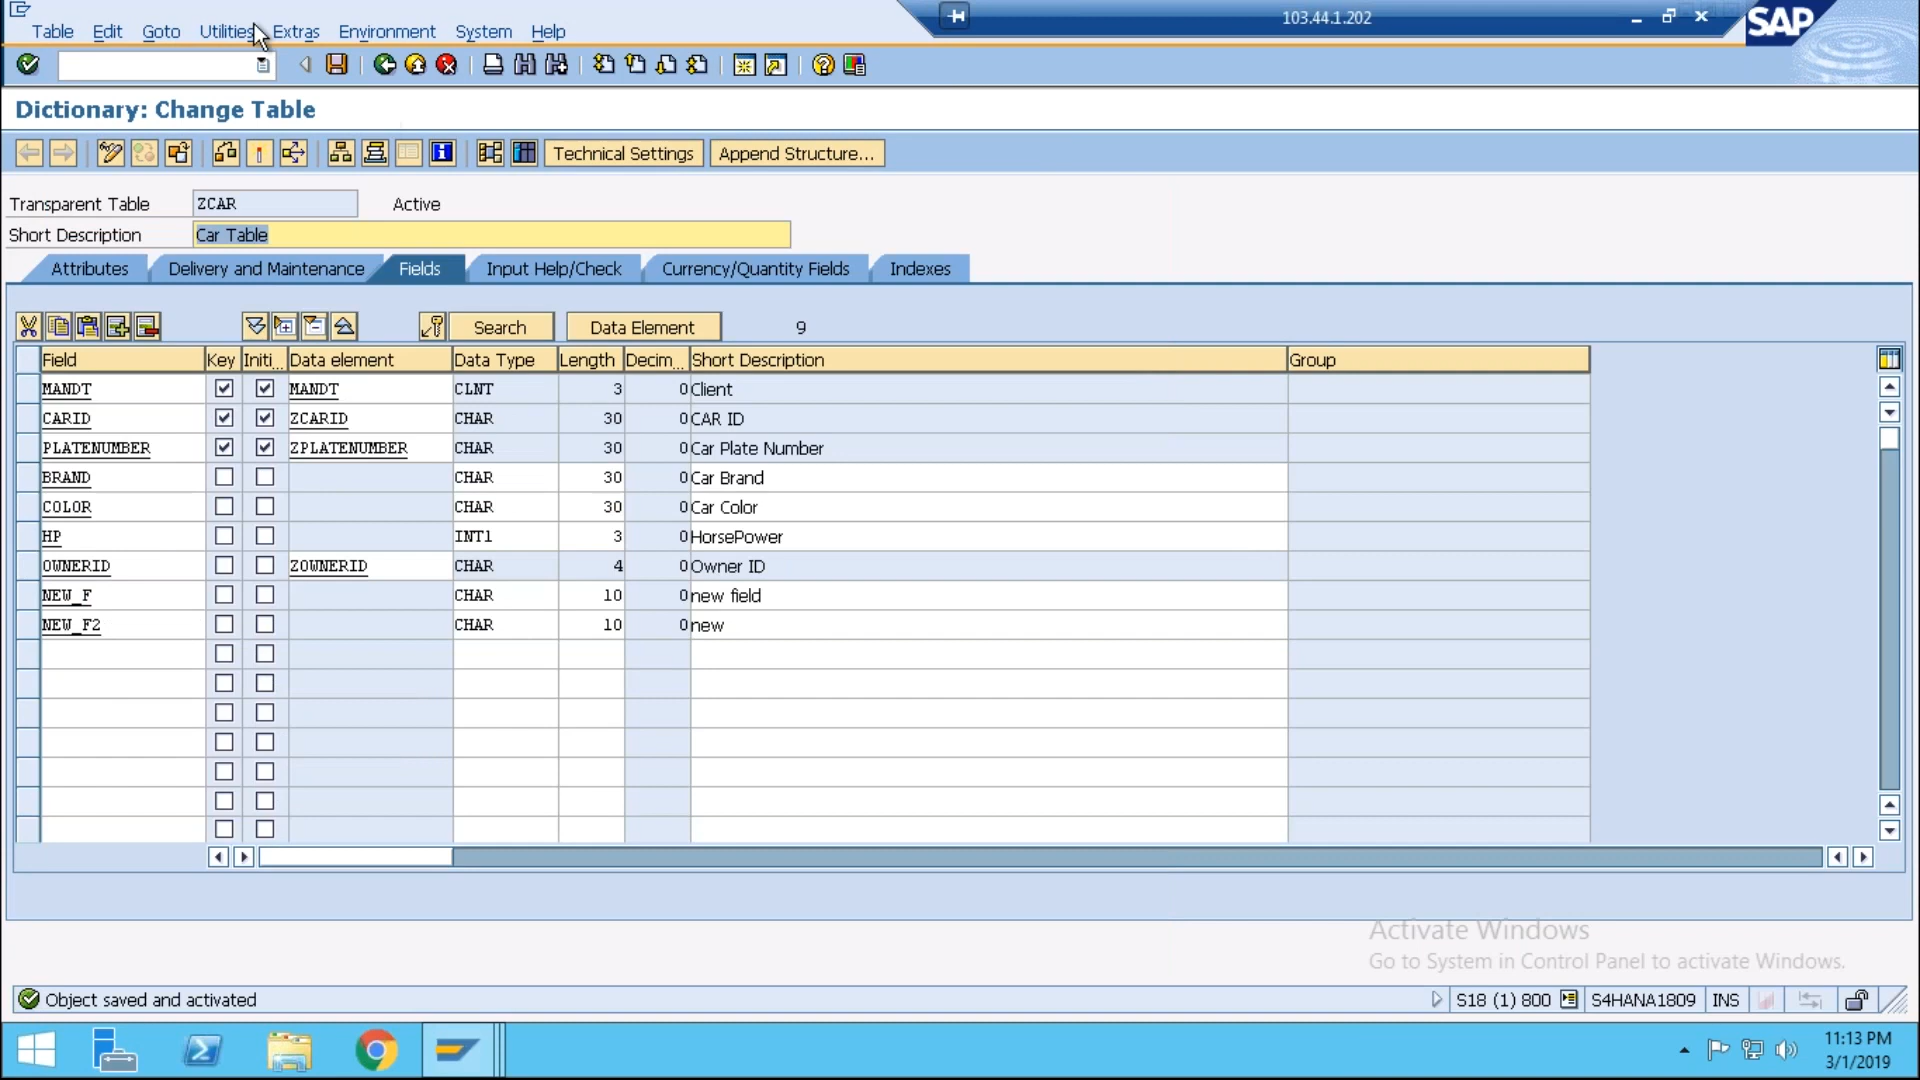 103.44.1.202
SAP
Table Edit Goto Utilities Extras Environment System Help
Dictionary: Change Table
Technical Settings Append Structure...
Transparent Table ZCAR Active
Short Description Car Table
Attributes Delivery and Maintenance Fields Input Help/Check Currency/Quantity Fields Indexes
Search Data Element 9
Field Key Initi... Data element Data Type Length Decim... Short Description Group
MANDT MANDT CLNT 3 0 Client
CARID ZCARID CHAR 30 0 CAR ID
PLATENUMBER ZPLATENUMBER CHAR 30 0 Car Plate Number
BRAND CHAR 30 0 Car Brand
COLOR CHAR 30 0 Car Color
HP INT1 3 0 HorsePower
OWNERID ZOWNERID CHAR 4 0 Owner ID
NEW_F CHAR 10 0 new field
NEW_F2 CHAR 10 0 new
Activate Windows
Go to System in Control Panel to activate Windows.
Object saved and activated S18 (1) 800 S4HANA1809 INS
11:13 PM
3/1/2019